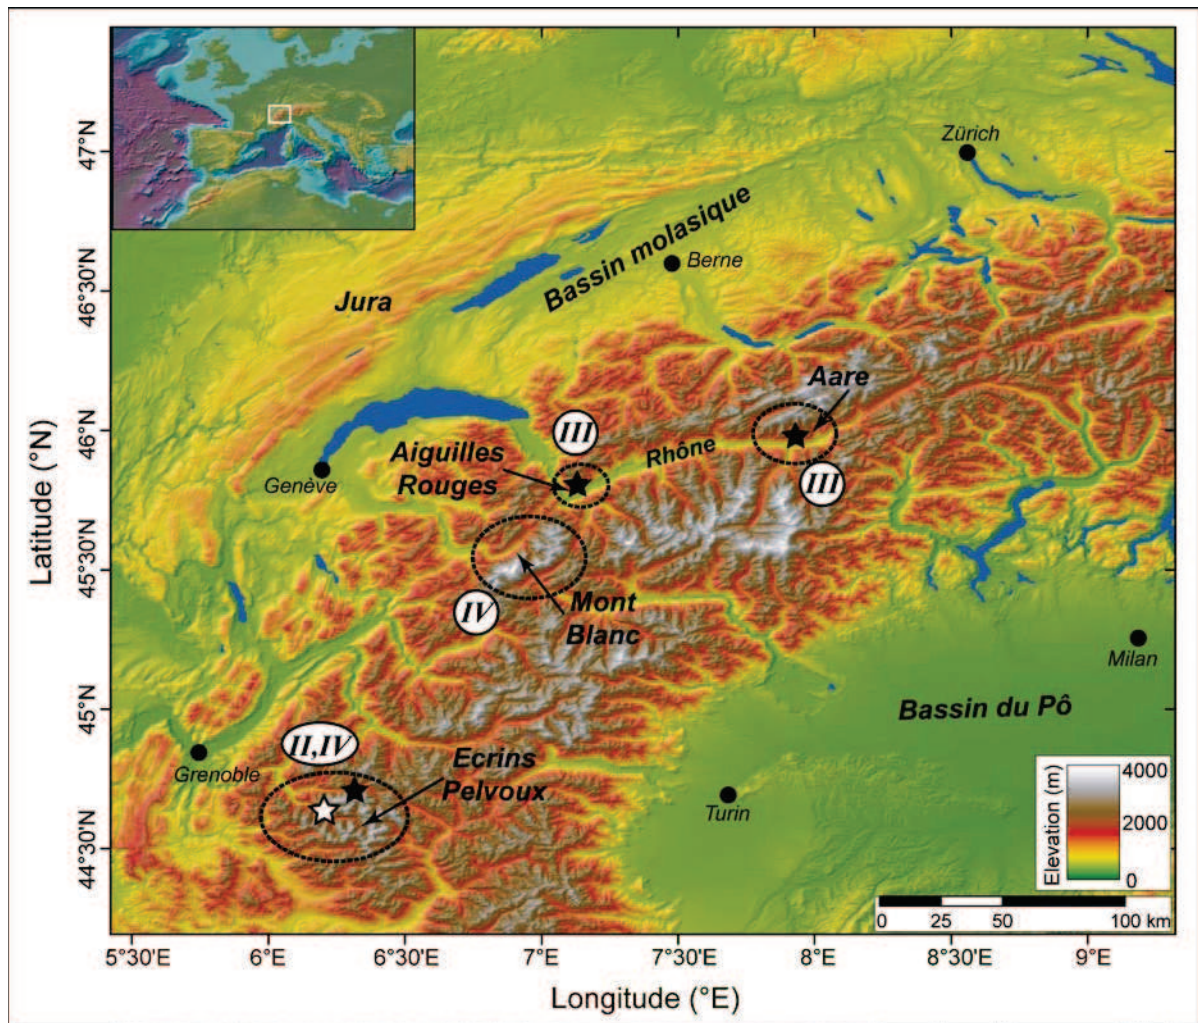 Zürich
47°N
Bassin molasique
Berne
46°30'N
Jura
Aare
46°N
III
Aiguilles
Rouges
Rhône
Genève
III
45°30'N
IV
Mont
Blanc
Milan
45°N
Bassin du Pô
II,IV
Grenoble
Ecrins
Pelvoux
Turin
44°30'N
Elevation (m)
4000
2000
0
0 25 50 100 km
5°30'E 6°E 6°30'E 7°E 7°30'E 8°E 8°30'E 9°E
Latitude (°N)
Longitude (°E)